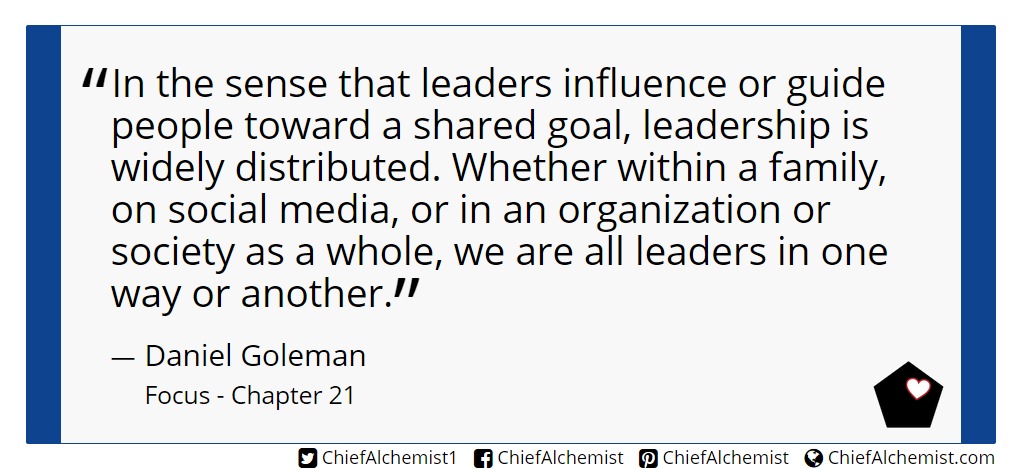 “In the sense that leaders influence or guide
people toward a shared goal, leadership is
widely distributed. Whether within a family,
on social media, or in an organization or
society as a whole, we are all leaders in one
way or another.”
— Daniel Goleman
Focus - Chapter 21
ChiefAlchemist1 ChiefAlchemist ChiefAlchemist ChiefAlchemist.com